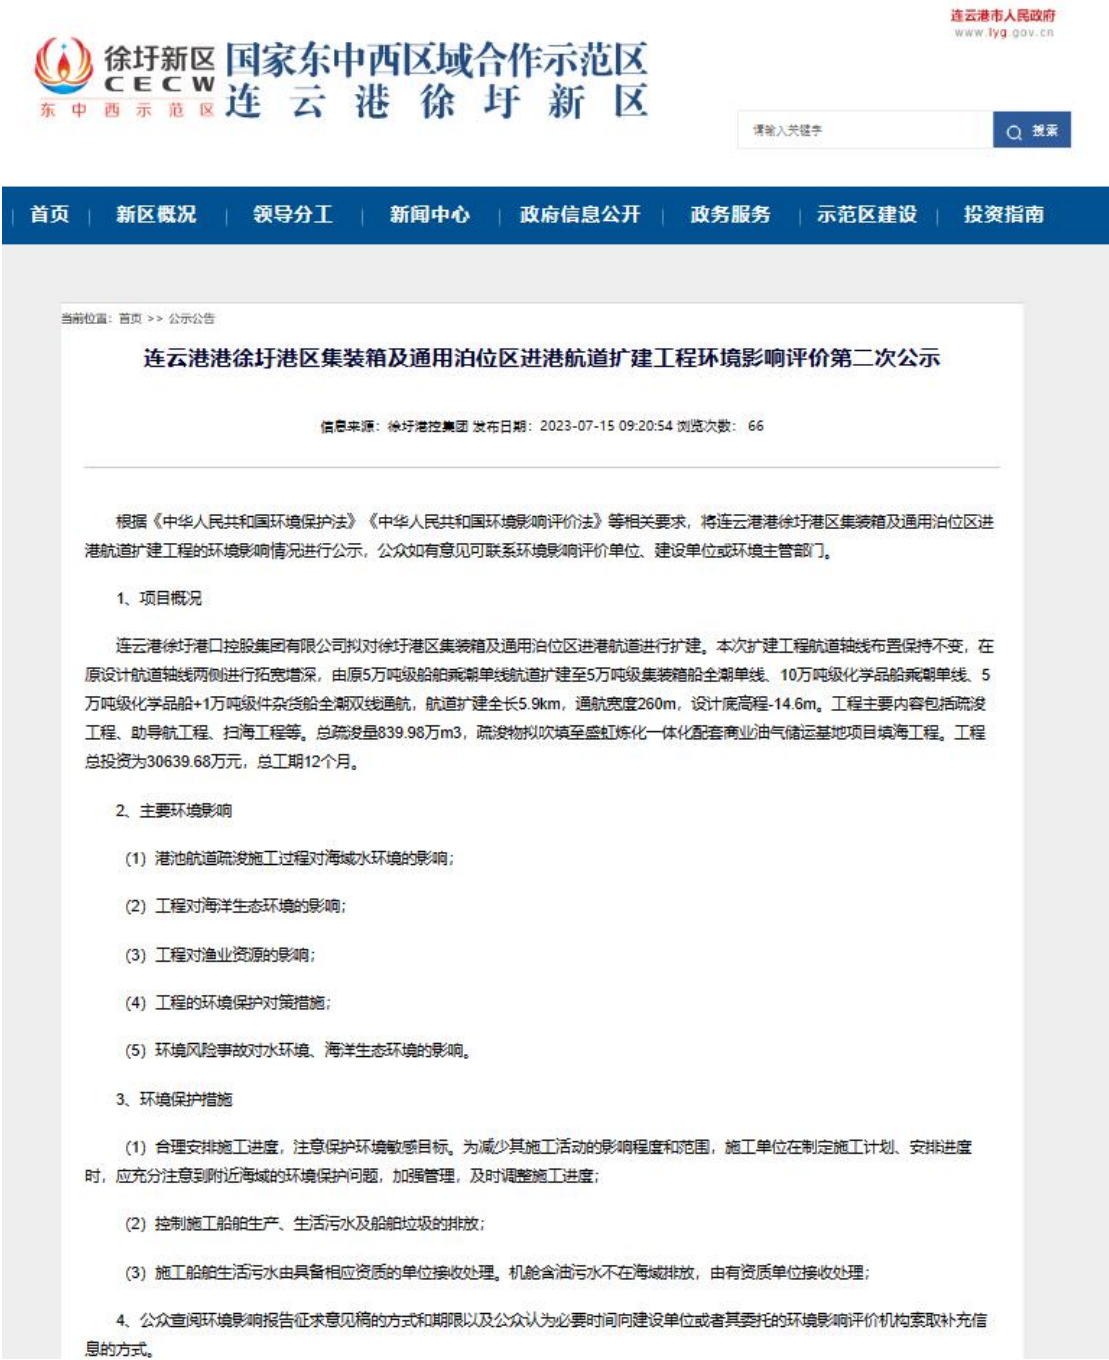 连云港市人民政府
www.lyg.gov.cn
徐圩新区
CECW
东中西示范区
国家东中西区域合作示范区
连云港徐圩新区
请输入关键字
搜索
首页 新区概况 领导分工 新闻中心 政府信息公开 政务服务 示范区建设 投资指南
当前位置：首页 >> 公示公告
连云港港徐圩港区集装箱及通用泊位区进港航道扩建工程环境影响评价第二次公示
信息来源：徐圩港控集团 发布日期：2023-07-15 09:20:54 浏览次数： 66
根据《中华人民共和国环境保护法》《中华人民共和国环境影响评价法》等相关要求，将连云港港徐圩港区集装箱及通用泊位区进
港航道扩建工程的环境影响情况进行公示，公众如有意见可联系环境影响评价单位、建设单位或环境主管部门。
1、项目概况
连云港徐圩港口控股集团有限公司拟对徐圩港区集装箱及通用泊位区进港航道进行扩建。本次扩建工程航道轴线布置保持不变，在
原设计航道轴线两侧进行拓宽增深，由原5万吨级船舶乘潮单线航道扩建至5万吨级集装箱船全潮单线、10万吨级化学品船乘潮单线、5
万吨级化学品船+1万吨级件杂货船全潮双线通航，航道扩建全长5.9km，通航宽度260m，设计底高程-14.6m。工程主要内容包括疏浚
工程、助导航工程、扫海工程等。总疏浚量839.98万m3，疏浚物拟吹填至盛虹炼化一体化配套商业油气储运基地项目填海工程。工程
总投资为30639.68万元，总工期12个月。
2、主要环境影响
（1）港池航道疏浚施工过程对海域水环境的影响；
（2）工程对海洋生态环境的影响；
（3）工程对渔业资源的影响；
（4）工程的环境保护对策措施；
（5）环境风险事故对水环境、海洋生态环境的影响。
3、环境保护措施
（1）合理安排施工进度，注意保护环境敏感目标。为减少其施工活动的影响程度和范围，施工单位在制定施工计划、安排进度
时，应充分注意到附近海域的环境保护问题，加强管理，及时调整施工进度；
（2）控制施工船舶生产、生活污水及船舶垃圾的排放；
（3）施工船舶生活污水由具备相应资质的单位接收处理。机舱含油污水不在海域排放，由有资质单位接收处理；
4、公众查阅环境影响报告征求意见稿的方式和期限以及公众认为必要时间向建设单位或者其委托的环境影响评价机构索取补充信
息的方式。